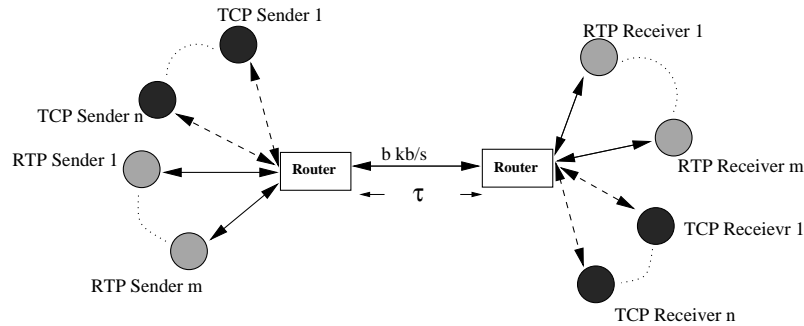 TCP Sender 1
TCP Sender n
RTP Sender 1
RTP Sender m
Router
b kb/s
τ
Router
RTP Receiver 1
RTP Receiver m
TCP Receievr 1
TCP Receiver n